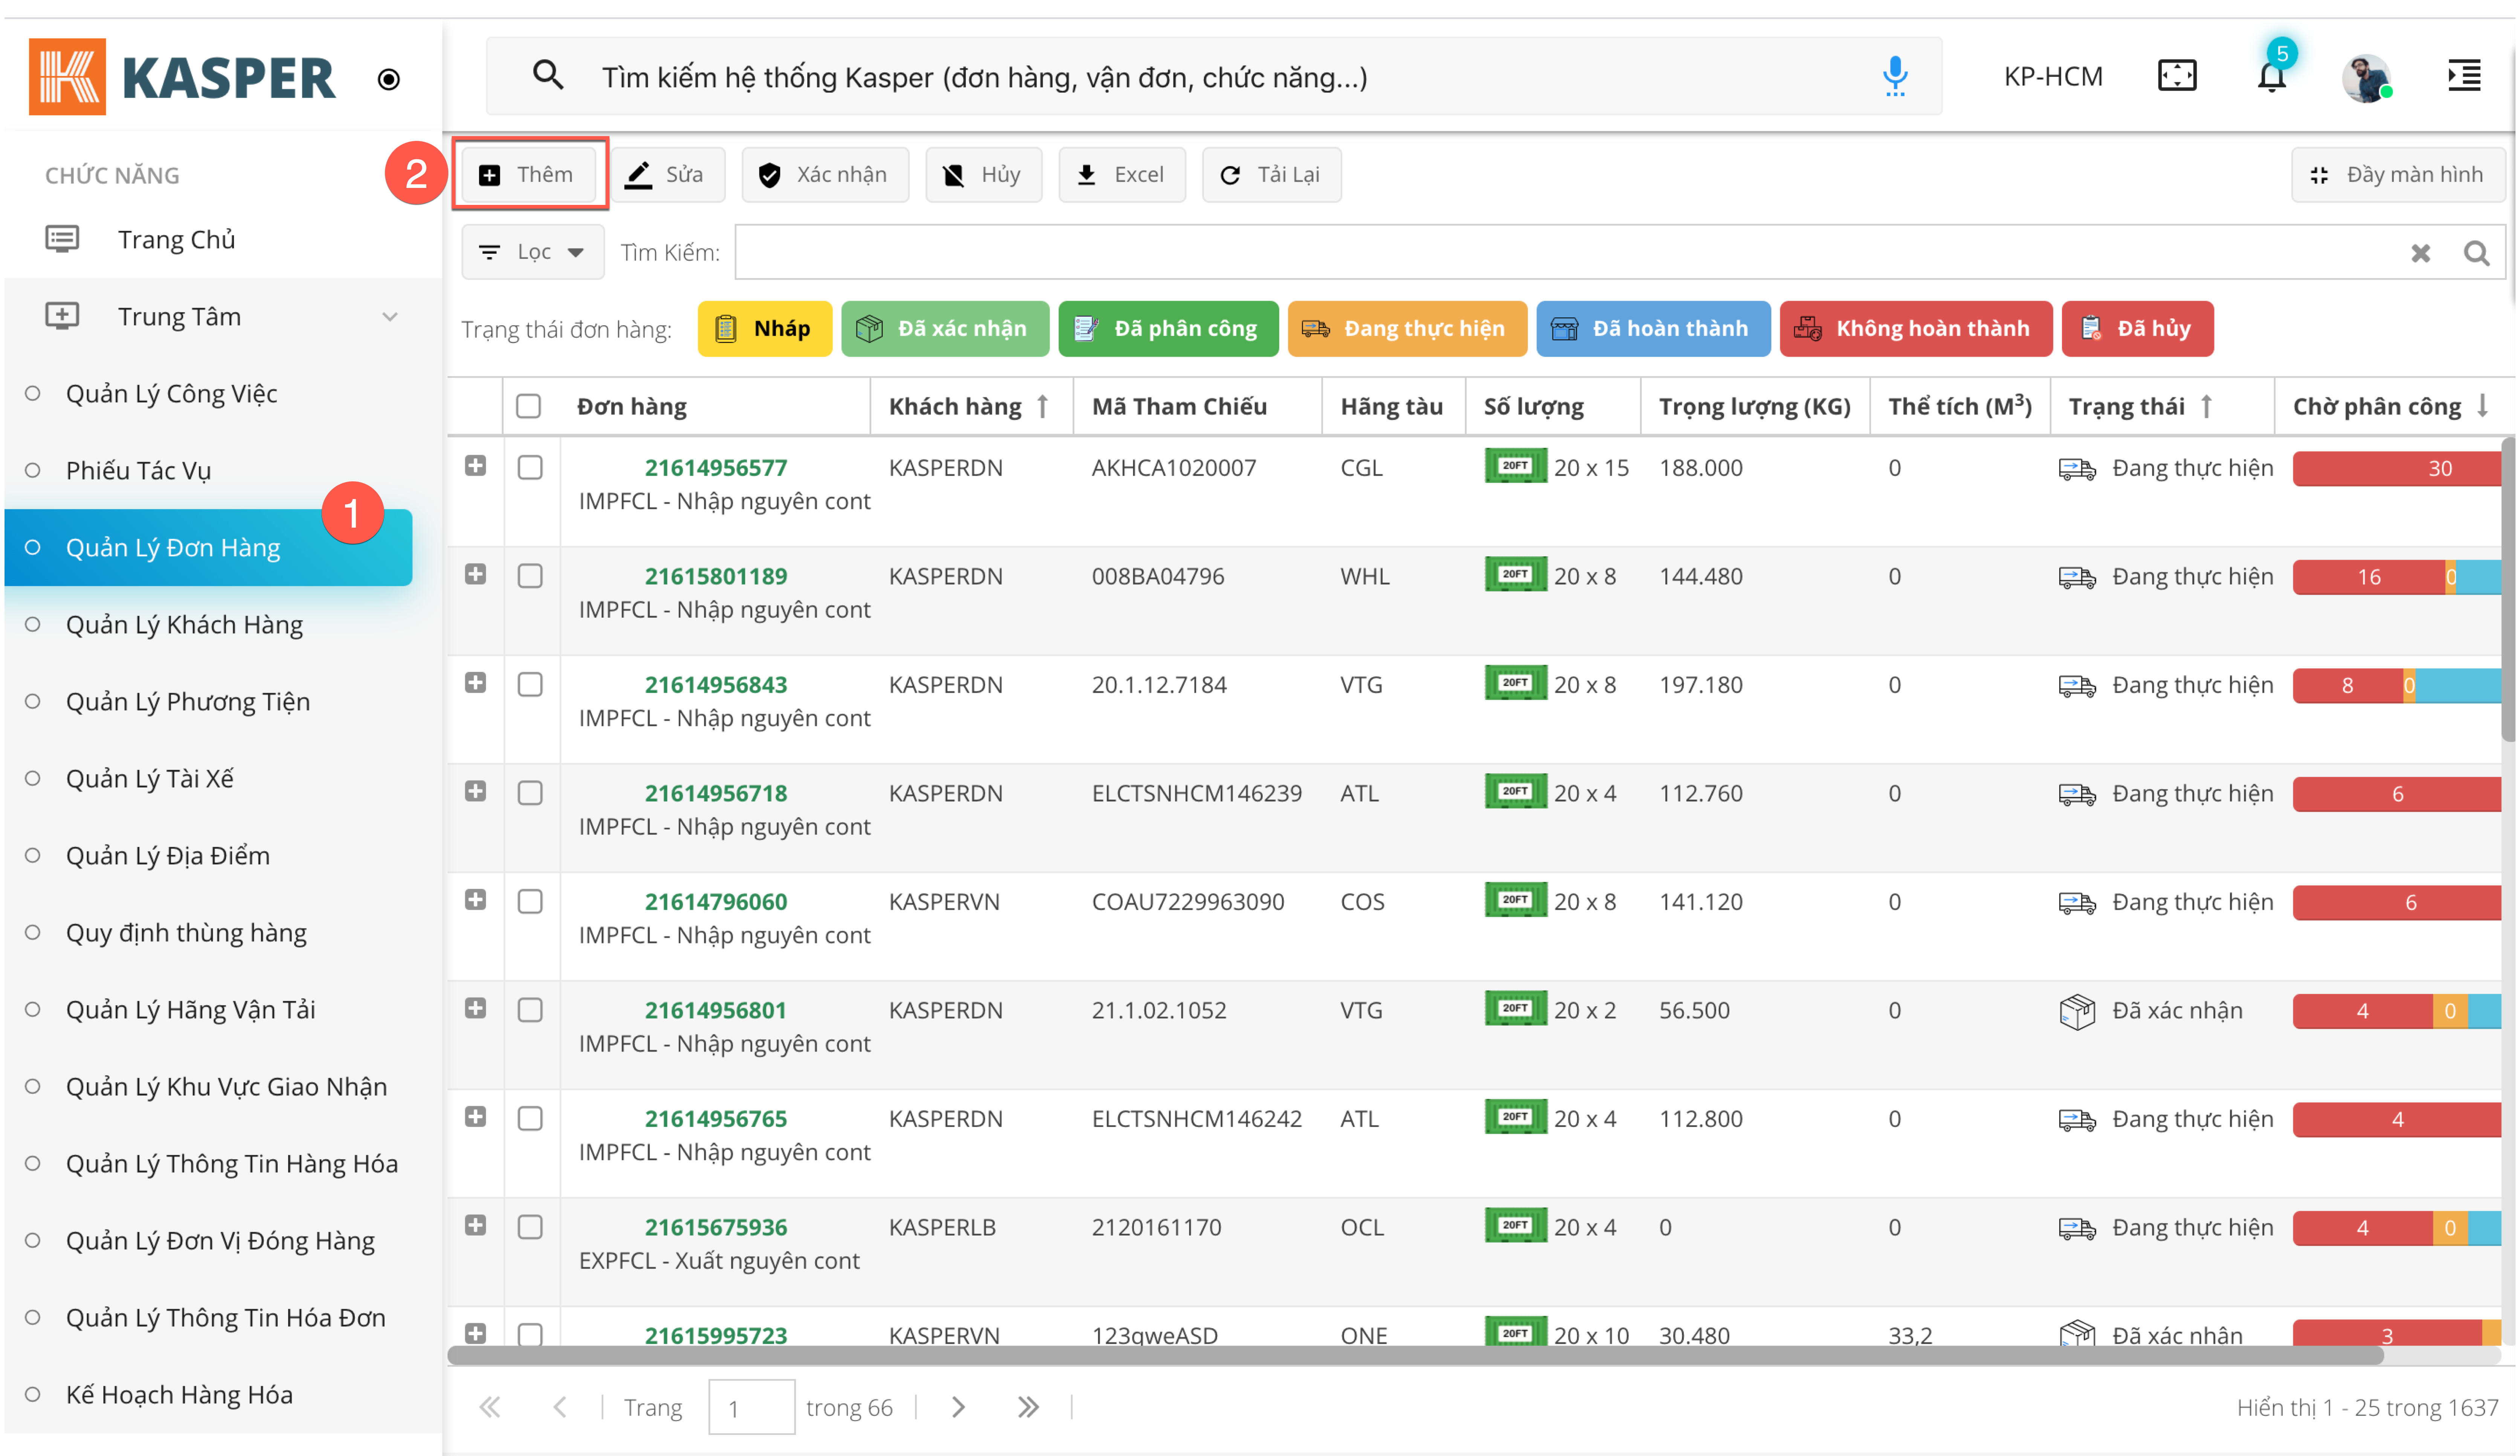 KASPER
Tìm kiếm hệ thống Kasper (đơn hàng, vận đơn, chức năng...)
KP-HCM
5
CHỨC NĂNG
Trang Chủ
Trung Tâm
Quản Lý Công Việc
Phiếu Tác Vụ
1
Quản Lý Đơn Hàng
Quản Lý Khách Hàng
Quản Lý Phương Tiện
Quản Lý Tài Xế
Quản Lý Địa Điểm
Quy định thùng hàng
Quản Lý Hãng Vận Tải
Quản Lý Khu Vực Giao Nhận
Quản Lý Thông Tin Hàng Hóa
Quản Lý Đơn Vị Đóng Hàng
Quản Lý Thông Tin Hóa Đơn
Kế Hoạch Hàng Hóa
2 Thêm Sửa Xác nhận Hủy Excel Tải Lại Đầy màn hình
Lọc Tìm Kiếm:
Trạng thái đơn hàng: Nháp Đã xác nhận Đã phân công Đang thực hiện Đã hoàn thành Không hoàn thành Đã hủy
Đơn hàng Khách hàng Mã Tham Chiếu Hãng tàu Số lượng Trọng lượng (KG) Thể tích (M³) Trạng thái Chờ phân công
21614956577 KASPERDN AKHCA1020007 CGL 20FT 20 x 15 188.000 0 Đang thực hiện 30
IMPFCL - Nhập nguyên cont
21615801189 KASPERDN 008BA04796 WHL 20FT 20 x 8 144.480 0 Đang thực hiện 16 0
IMPFCL - Nhập nguyên cont
21614956843 KASPERDN 20.1.12.7184 VTG 20FT 20 x 8 197.180 0 Đang thực hiện 8 0
IMPFCL - Nhập nguyên cont
21614956718 KASPERDN ELCTSNHCM146239 ATL 20FT 20 x 4 112.760 0 Đang thực hiện 6
IMPFCL - Nhập nguyên cont
21614796060 KASPERVN COAU7229963090 COS 20FT 20 x 8 141.120 0 Đang thực hiện 6
IMPFCL - Nhập nguyên cont
21614956801 KASPERDN 21.1.02.1052 VTG 20FT 20 x 2 56.500 0 Đã xác nhận 4 0
IMPFCL - Nhập nguyên cont
21614956765 KASPERDN ELCTSNHCM146242 ATL 20FT 20 x 4 112.800 0 Đang thực hiện 4
IMPFCL - Nhập nguyên cont
21615675936 KASPERLB 2120161170 OCL 20FT 20 x 4 0 0 Đang thực hiện 4 0
EXPFCL - Xuất nguyên cont
21615995723 KASPERVN 123qweASD ONE 20FT 20 x 10 30.480 33,2 Đã xác nhận 3
Trang 1 trong 66
Hiển thị 1 - 25 trong 1637